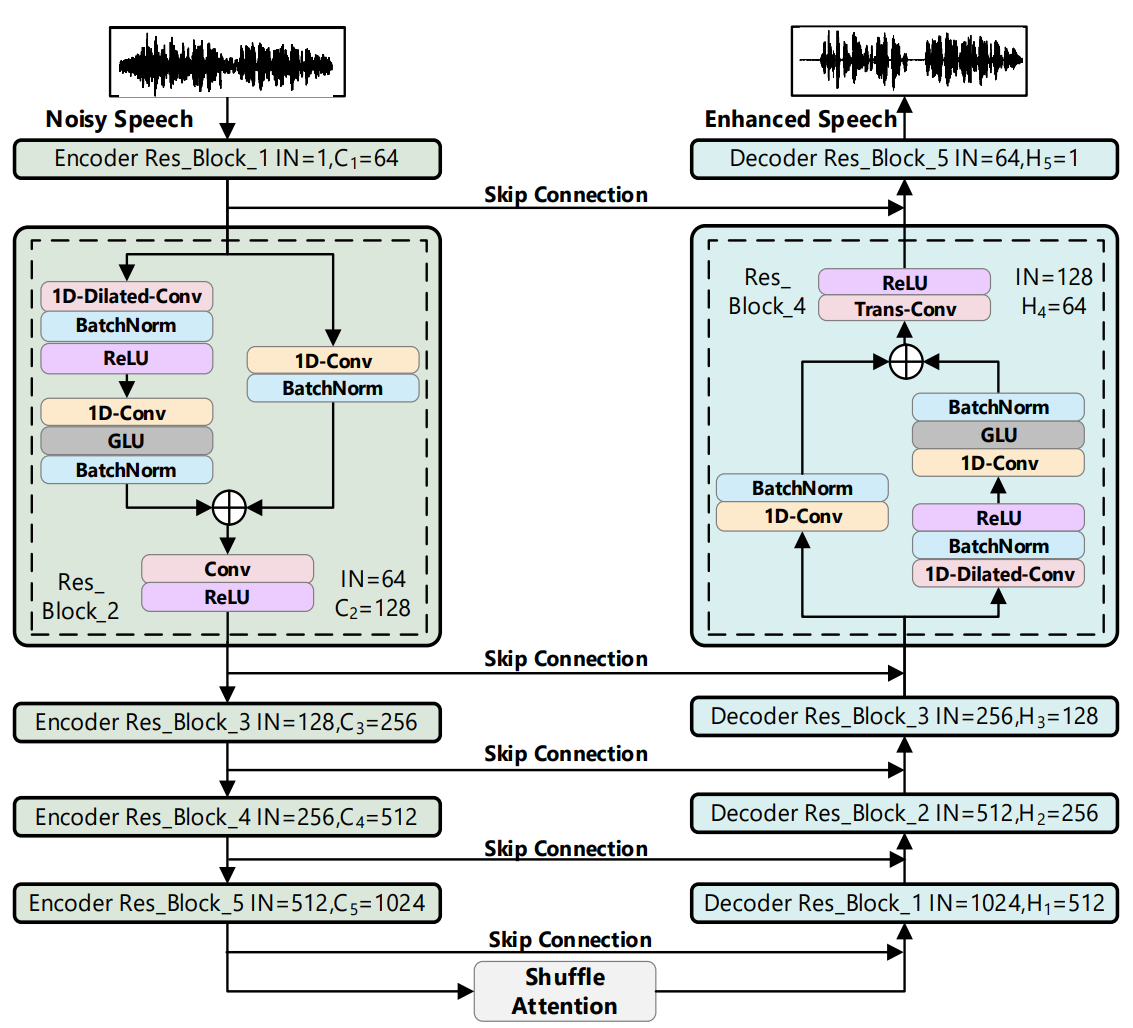 Noisy Speech
Encoder Res_Block_1 IN=1,C₁=64
Skip Connection
1D-Dilated-Conv
BatchNorm
ReLU
1D-Conv
GLU
BatchNorm
1D-Conv
BatchNorm
Conv
ReLU
Res_
Block_2
IN=64
C₂=128
Skip Connection
Encoder Res_Block_3 IN=128,C₃=256
Skip Connection
Encoder Res_Block_4 IN=256,C₄=512
Skip Connection
Encoder Res_Block_5 IN=512,C₅=1024
Skip Connection
Shuffle
Attention
Enhanced Speech
Decoder Res_Block_5 IN=64,H₅=1
Res_
Block_4
ReLU
Trans-Conv
IN=128
H₄=64
BatchNorm
GLU
1D-Conv
BatchNorm
1D-Conv
ReLU
BatchNorm
1D-Dilated-Conv
Decoder Res_Block_3 IN=256,H₃=128
Decoder Res_Block_2 IN=512,H₂=256
Decoder Res_Block_1 IN=1024,H₁=512